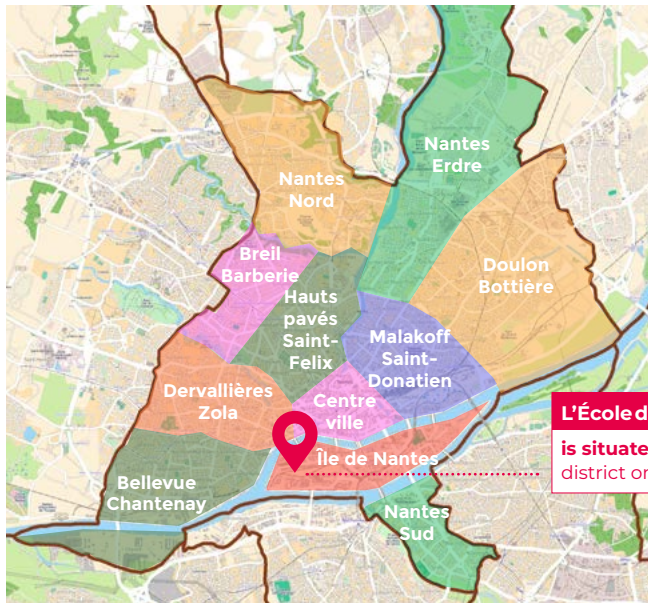 Nantes
Erdre
Nantes
Nord
Breil
Barberie
Doulon
Bottière
Hauts
pavés
Saint-
Felix
Malakoff
Saint-
Donatien
Dervallières
Zola
Centre
ville
L'École d
is situate
district or
Île de Nantes
Bellevue
Chantenay
Nantes
Sud